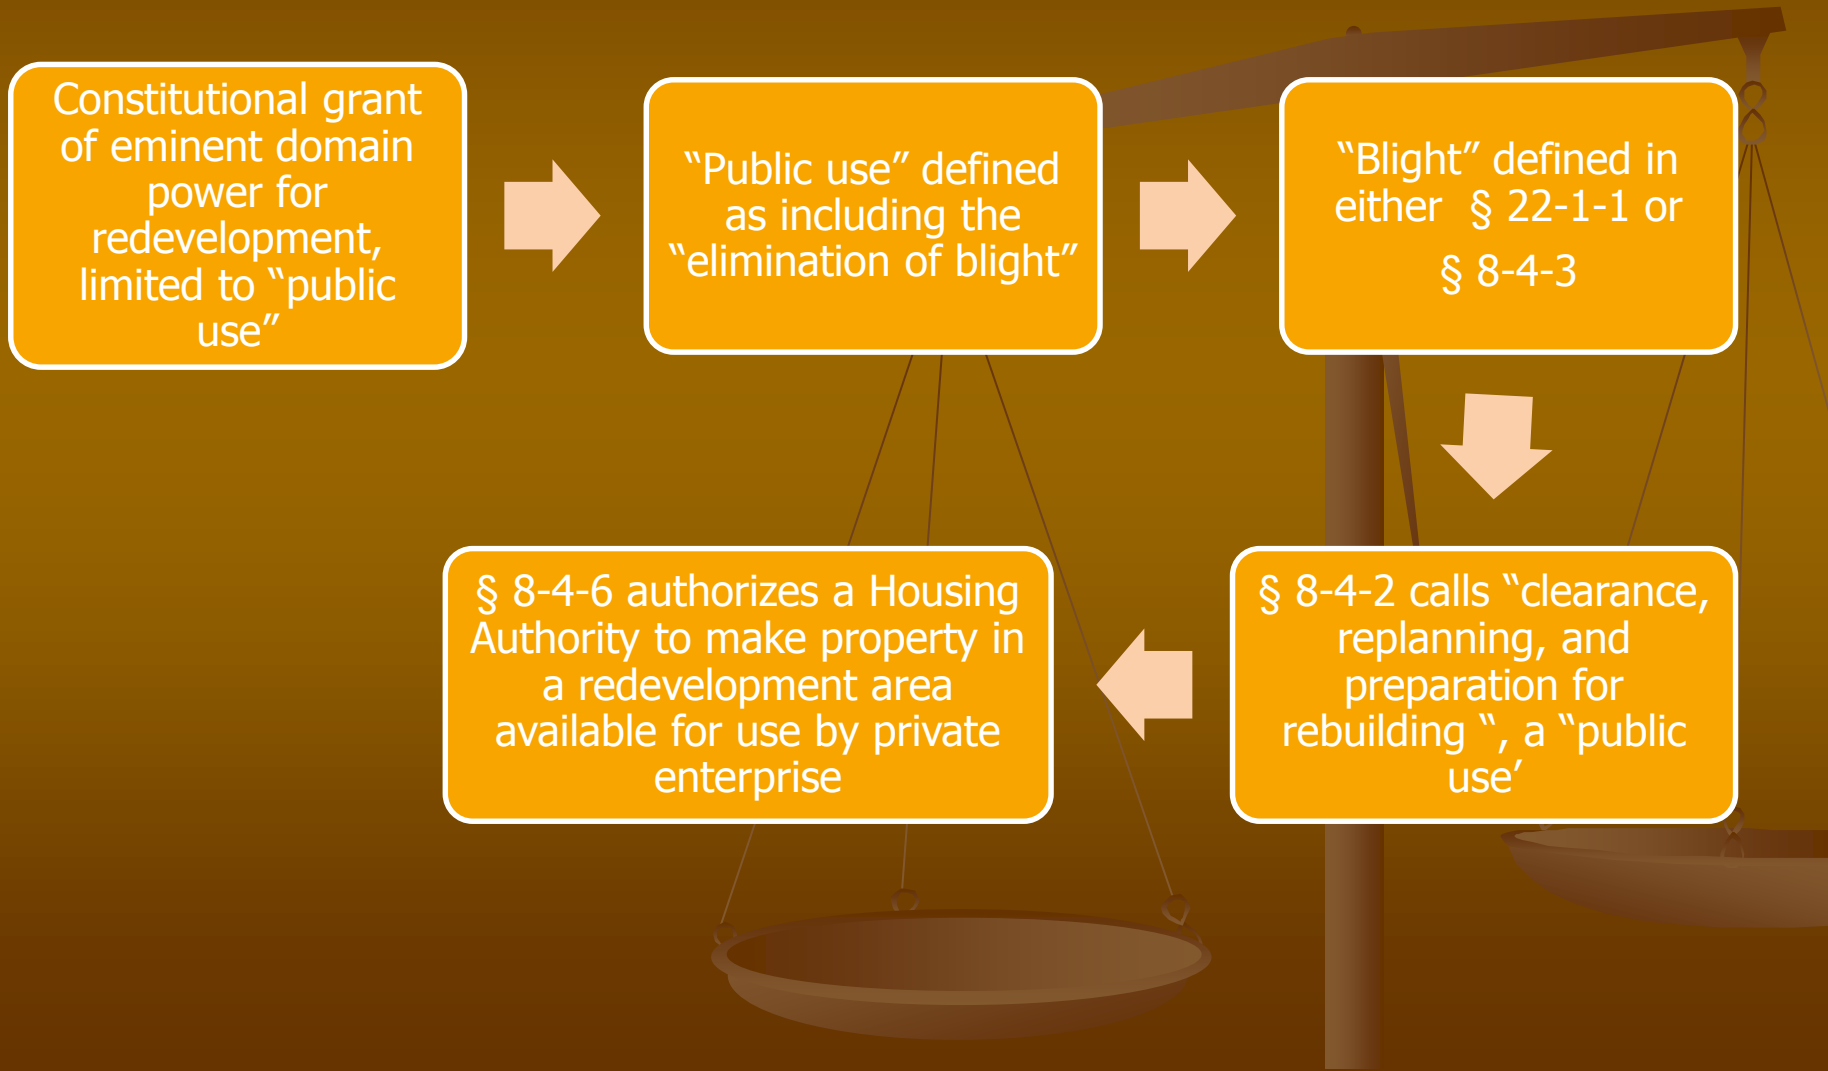 Constitutional grant
of eminent domain
power for
redevelopment,
limited to “public
use”
“Public use” defined
as including the
“elimination of blight”
“Blight” defined in
either § 22-1-1 or
§ 8-4-3
§ 8-4-2 calls “clearance,
replanning, and
preparation for
rebuilding “, a “public
use’
§ 8-4-6 authorizes a Housing
Authority to make property in
a redevelopment area
available for use by private
enterprise